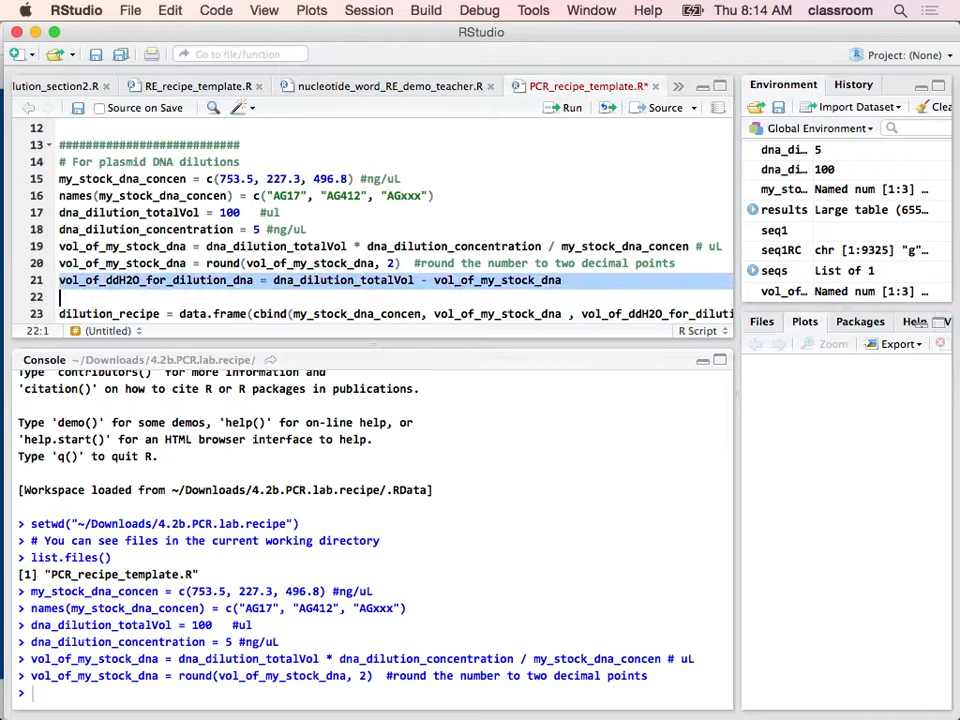 RStudio File Edit Code View Plots Session Build Debug Tools Window Help Thu 8:14 AM classroom
RStudio
Go to file/function
Project: (None)
lution_section2.R
RE_recipe_template.R
nucleotide_word_RE_demo_teacher.R
PCR_recipe_template.R*
Source on Save
Run
Source
12
13 ###########################
14 # For plasmid DNA dilutions
15 my_stock_dna_concen = c(753.5, 227.3, 496.8) #ng/uL
16 names(my_stock_dna_concen) = c("AG17", "AG412", "AGxxx")
17 dna_dilution_totalVol = 100 #ul
18 dna_dilution_concentration = 5 #ng/uL
19 vol_of_my_stock_dna = dna_dilution_totalVol * dna_dilution_concentration / my_stock_dna_concen # uL
20 vol_of_my_stock_dna = round(vol_of_my_stock_dna, 2) #round the number to two decimal points
21 vol_of_ddH2O_for_dilution_dna = dna_dilution_totalVol - vol_of_my_stock_dna
22
23 dilution_recipe = data.frame(cbind(my_stock_dna_concen, vol_of_my_stock_dna , vol_of_ddH2O_for_diluti
22:1 (Untitled) R Script
Console ~/Downloads/4.2b.PCR.lab.recipe/
Type 'contributors()' for more information and
'citation()' on how to cite R or R packages in publications.
Type 'demo()' for some demos, 'help()' for on-line help, or
'help.start()' for an HTML browser interface to help.
Type 'q()' to quit R.
[Workspace loaded from ~/Downloads/4.2b.PCR.lab.recipe/.RData]
> setwd("~/Downloads/4.2b.PCR.lab.recipe")
> # You can see files in the current working directory
> list.files()
[1] "PCR_recipe_template.R"
> my_stock_dna_concen = c(753.5, 227.3, 496.8) #ng/uL
> names(my_stock_dna_concen) = c("AG17", "AG412", "AGxxx")
> dna_dilution_totalVol = 100 #ul
> dna_dilution_concentration = 5 #ng/uL
> vol_of_my_stock_dna = dna_dilution_totalVol * dna_dilution_concentration / my_stock_dna_concen # uL
> vol_of_my_stock_dna = round(vol_of_my_stock_dna, 2) #round the number to two decimal points
>
Environment History
Import Dataset Clea
Global Environment
dna_di… 5
dna_di… 100
my_sto… Named num [1:3] …
results Large table (655…
seq1
seq1RC chr [1:9325] "g"…
seqs List of 1
vol_of… Named num [1:3] …
Files Plots Packages Help V
Zoom Export